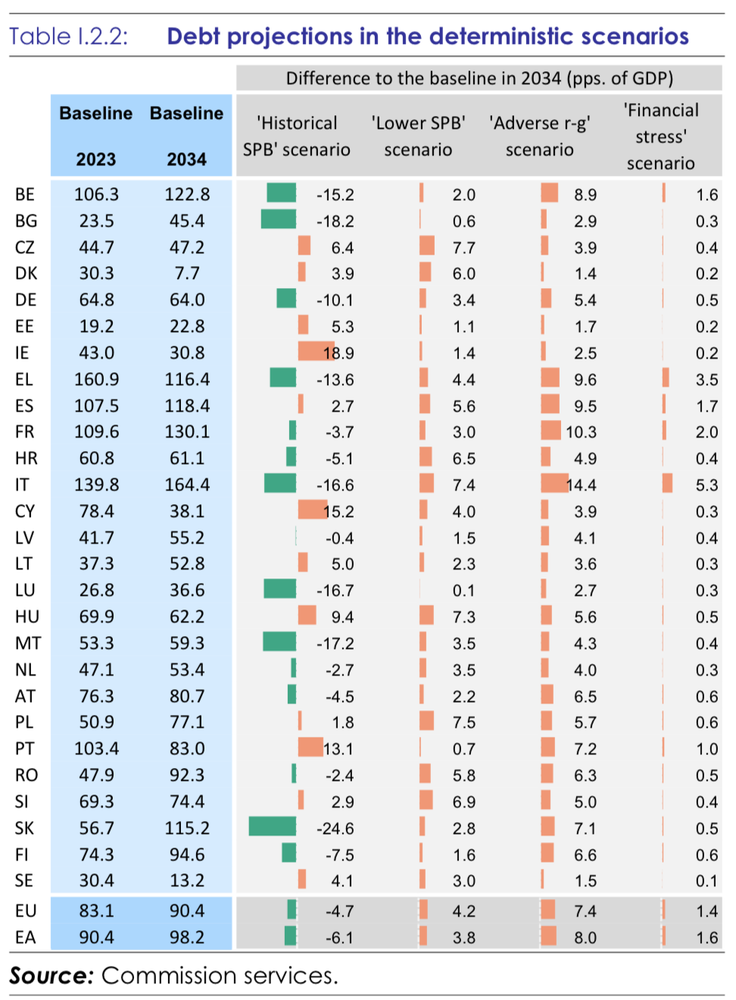 Table I.2.2: Debt projections in the deterministic scenarios
Difference to the baseline in 2034 (pps. of GDP)
Baseline 2023 Baseline 2034 'Historical SPB' scenario 'Lower SPB' scenario 'Adverse r-g' scenario 'Financial stress' scenario
BE 106.3 122.8 -15.2 2.0 8.9 1.6
BG 23.5 45.4 -18.2 0.6 2.9 0.3
CZ 44.7 47.2 6.4 7.7 3.9 0.4
DK 30.3 7.7 3.9 6.0 1.4 0.2
DE 64.8 64.0 -10.1 3.4 5.4 0.5
EE 19.2 22.8 5.3 1.1 1.7 0.2
IE 43.0 30.8 18.9 1.4 2.5 0.2
EL 160.9 116.4 -13.6 4.4 9.6 3.5
ES 107.5 118.4 2.7 5.6 9.5 1.7
FR 109.6 130.1 -3.7 3.0 10.3 2.0
HR 60.8 61.1 -5.1 6.5 4.9 0.4
IT 139.8 164.4 -16.6 7.4 14.4 5.3
CY 78.4 38.1 15.2 4.0 3.9 0.3
LV 41.7 55.2 -0.4 1.5 4.1 0.4
LT 37.3 52.8 5.0 2.3 3.6 0.3
LU 26.8 36.6 -16.7 0.1 2.7 0.3
HU 69.9 62.2 9.4 7.3 5.6 0.5
MT 53.3 59.3 -17.2 3.5 4.3 0.4
NL 47.1 53.4 -2.7 3.5 4.0 0.3
AT 76.3 80.7 -4.5 2.2 6.5 0.6
PL 50.9 77.1 1.8 7.5 5.7 0.6
PT 103.4 83.0 13.1 0.7 7.2 1.0
RO 47.9 92.3 -2.4 5.8 6.3 0.5
SI 69.3 74.4 2.9 6.9 5.0 0.4
SK 56.7 115.2 -24.6 2.8 7.1 0.5
FI 74.3 94.6 -7.5 1.6 6.6 0.6
SE 30.4 13.2 4.1 3.0 1.5 0.1
EU 83.1 90.4 -4.7 4.2 7.4 1.4
EA 90.4 98.2 -6.1 3.8 8.0 1.6
Source: Commission services.